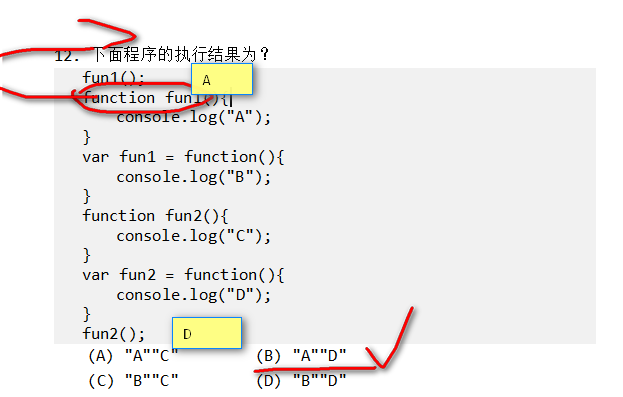 12. 下面程序的执行结果为？
fun1(); A
function fun1(){
console.log("A");
}
var fun1 = function(){
console.log("B");
}
function fun2(){
console.log("C");
}
var fun2 = function(){
console.log("D");
}
fun2(); D
(A) "A""C" (B) "A""D"
(C) "B""C" (D) "B""D"